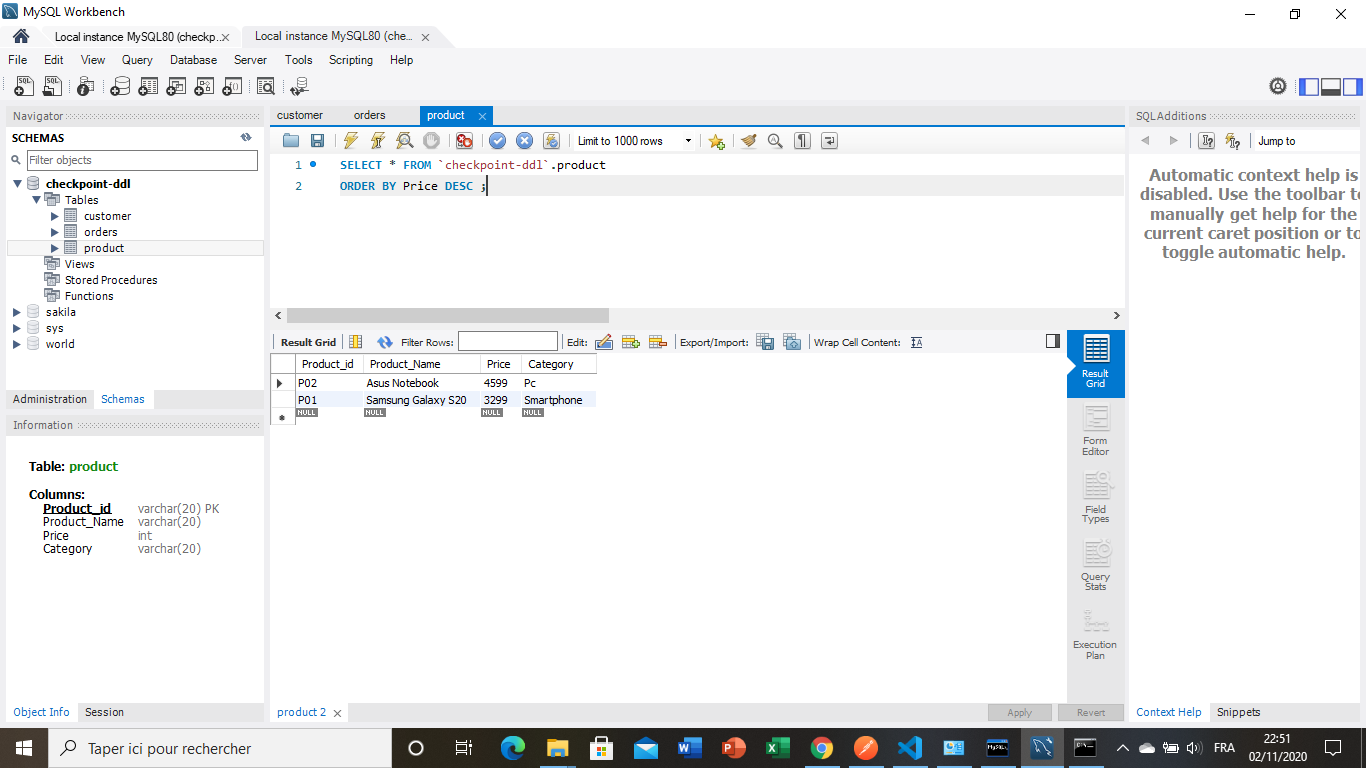 MySQL Workbench
Local instance MySQL80 (checkp... Local instance MySQL80 (che...
File Edit View Query Database Server Tools Scripting Help
Navigator
SCHEMAS
Filter objects
checkpoint-ddl
Tables
customer
orders
product
Views
Stored Procedures
Functions
sakila
sys
world
Administration Schemas
Information
Table: product
Columns:
Product_id varchar(20) PK
Product_Name varchar(20)
Price int
Category varchar(20)
Object Info Session
customer orders product
Limit to 1000 rows
1 SELECT * FROM `checkpoint-ddl`.product
2 ORDER BY Price DESC ;
Result Grid Filter Rows: Edit: Export/Import: Wrap Cell Content:
Product_id Product_Name Price Category
P02 Asus Notebook 4599 Pc
P01 Samsung Galaxy S20 3299 Smartphone
NULL NULL NULL NULL
Result
Grid
Form
Editor
Field
Types
Query
Stats
Execution
Plan
product 2 Apply Revert
SQLAdditions
Jump to
Automatic context help is
disabled. Use the toolbar to
manually get help for the
current caret position or to
toggle automatic help.
Context Help Snippets
Taper ici pour rechercher
FRA
22:51
02/11/2020